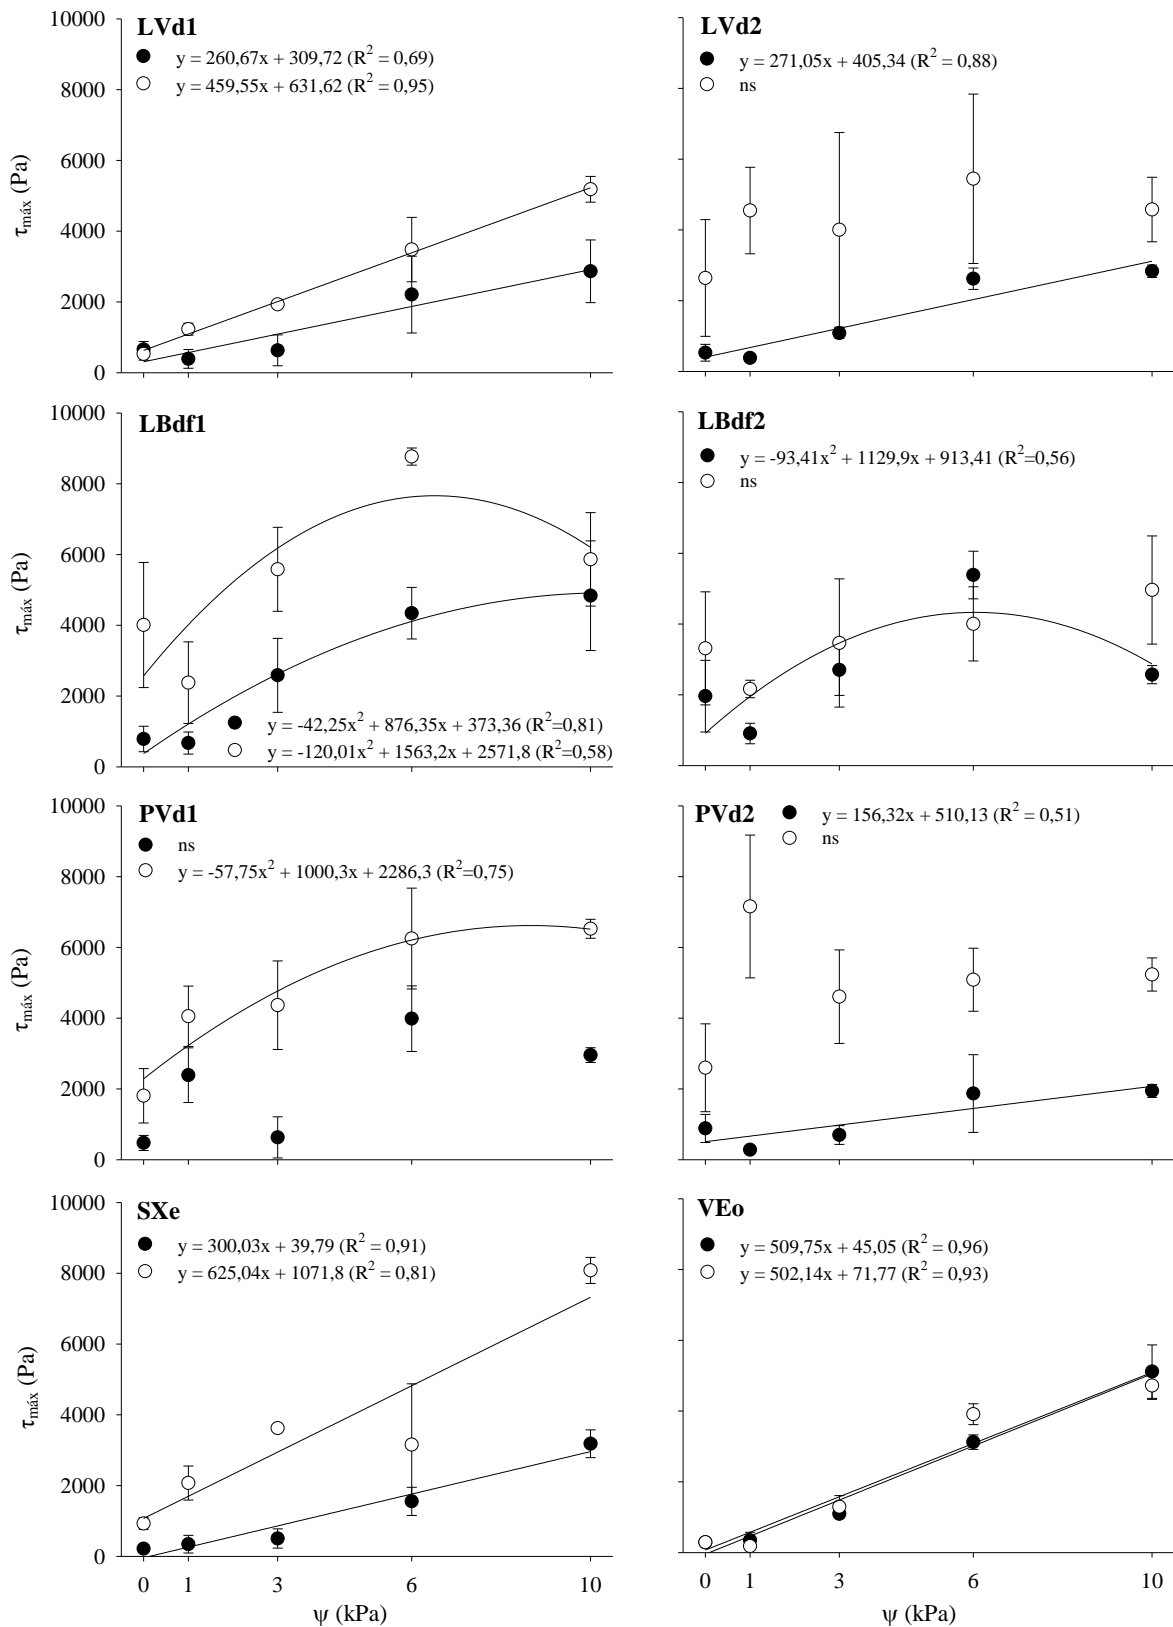 LVd1
y = 260,67x + 309,72 (R² = 0,69)
y = 459,55x + 631,62 (R² = 0,95)
10000
8000
6000
4000
2000
0
τmáx (Pa)
LVd2
y = 271,05x + 405,34 (R² = 0,88)
ns
LBdf1
10000
8000
6000
4000
2000
0
τmáx (Pa)
y = -42,25x² + 876,35x + 373,36 (R²=0,81)
y = -120,01x² + 1563,2x + 2571,8 (R²=0,58)
LBdf2
y = -93,41x² + 1129,9x + 913,41 (R²=0,56)
ns
PVd1
ns
y = -57,75x² + 1000,3x + 2286,3 (R²=0,75)
10000
8000
6000
4000
2000
0
τmáx (Pa)
PVd2
y = 156,32x + 510,13 (R² = 0,51)
ns
SXe
y = 300,03x + 39,79 (R² = 0,91)
y = 625,04x + 1071,8 (R² = 0,81)
10000
8000
6000
4000
2000
0
τmáx (Pa)
0 1 3 6 10
ψ (kPa)
VEo
y = 509,75x + 45,05 (R² = 0,96)
y = 502,14x + 71,77 (R² = 0,93)
0 1 3 6 10
ψ (kPa)